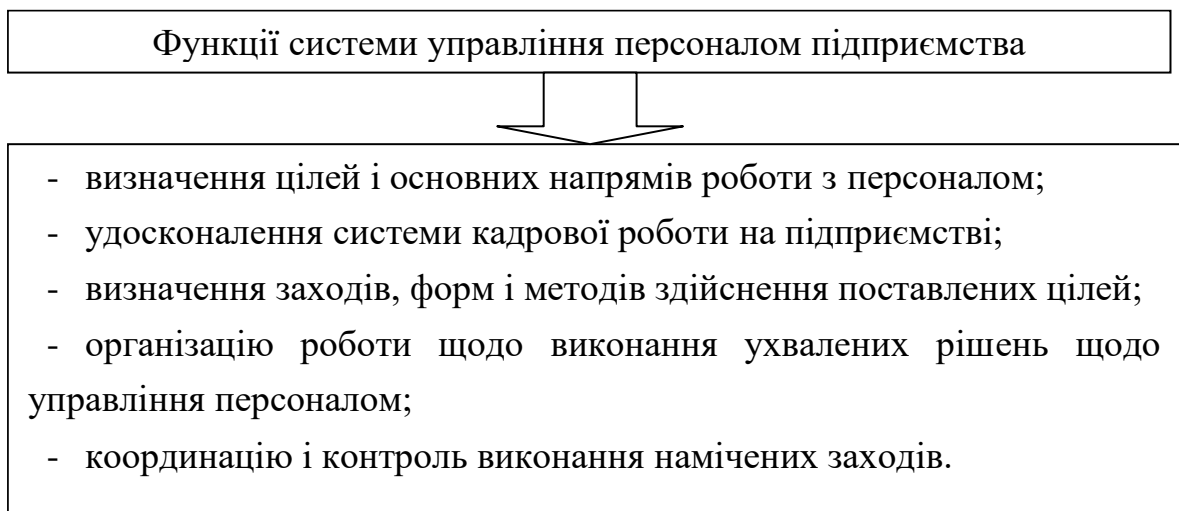 Функції системи управління персоналом підприємства
- визначення цілей і основних напрямів роботи з персоналом;
- удосконалення системи кадрової роботи на підприємстві;
- визначення заходів, форм і методів здійснення поставлених цілей;
- організацію роботи щодо виконання ухвалених рішень щодо
управління персоналом;
- координацію і контроль виконання намічених заходів.